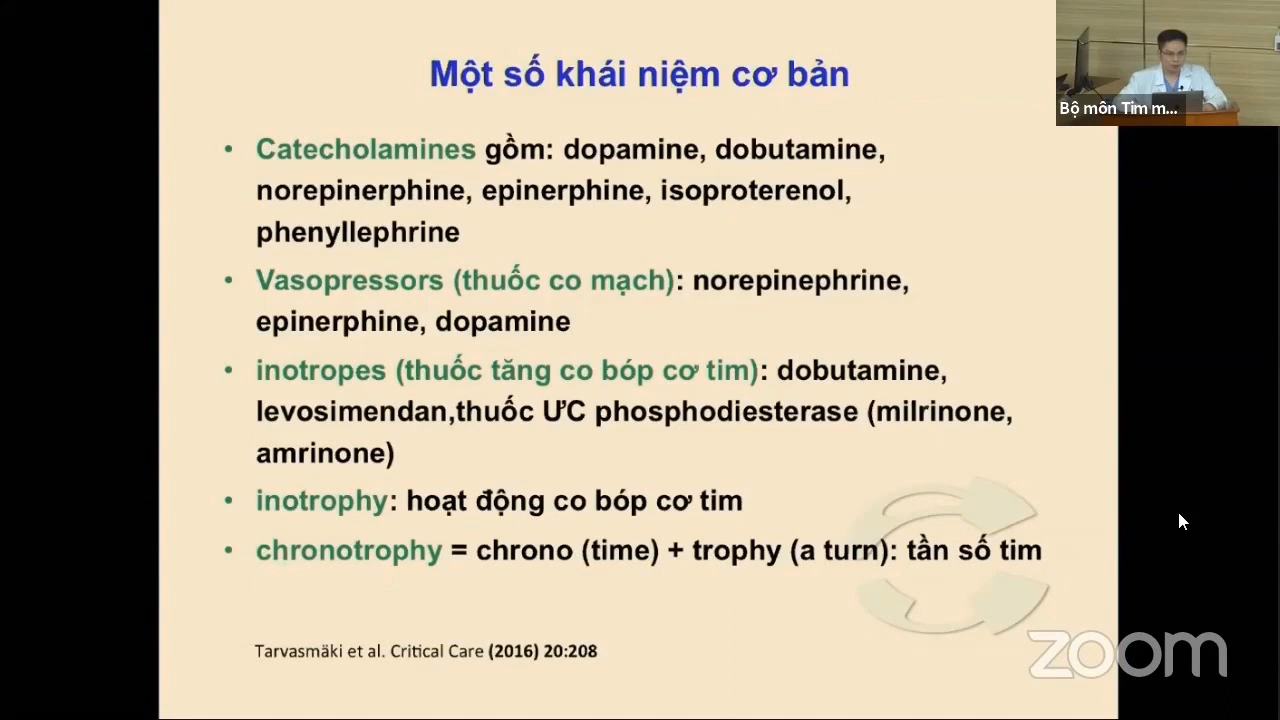 Một số khái niệm cơ bản
Bộ môn Tim m...
• Catecholamines gồm: dopamine, dobutamine,
norepinerphine, epinerphine, isoproterenol,
phenyllephrine
• Vasopressors (thuốc co mạch): norepinephrine,
epinerphine, dopamine
• inotropes (thuốc tăng co bóp cơ tim): dobutamine,
levosimendan,thuốc ƯC phosphodiesterase (milrinone,
amrinone)
• inotrophy: hoạt động co bóp cơ tim
• chronotrophy = chrono (time) + trophy (a turn): tần số tim
Tarvasmäki et al. Critical Care (2016) 20:208
zoom